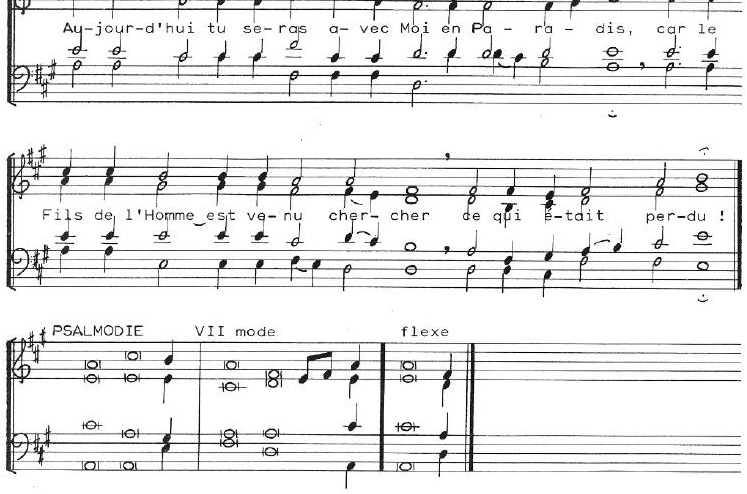 Au-jour-d'hui tu se-ras a-vec Moi en Pa - ra - dis, car le
Fils de l'Homme est ve-nu cher-cher ce qui é-tait per-du !
PSALMODIE VII mode flexe